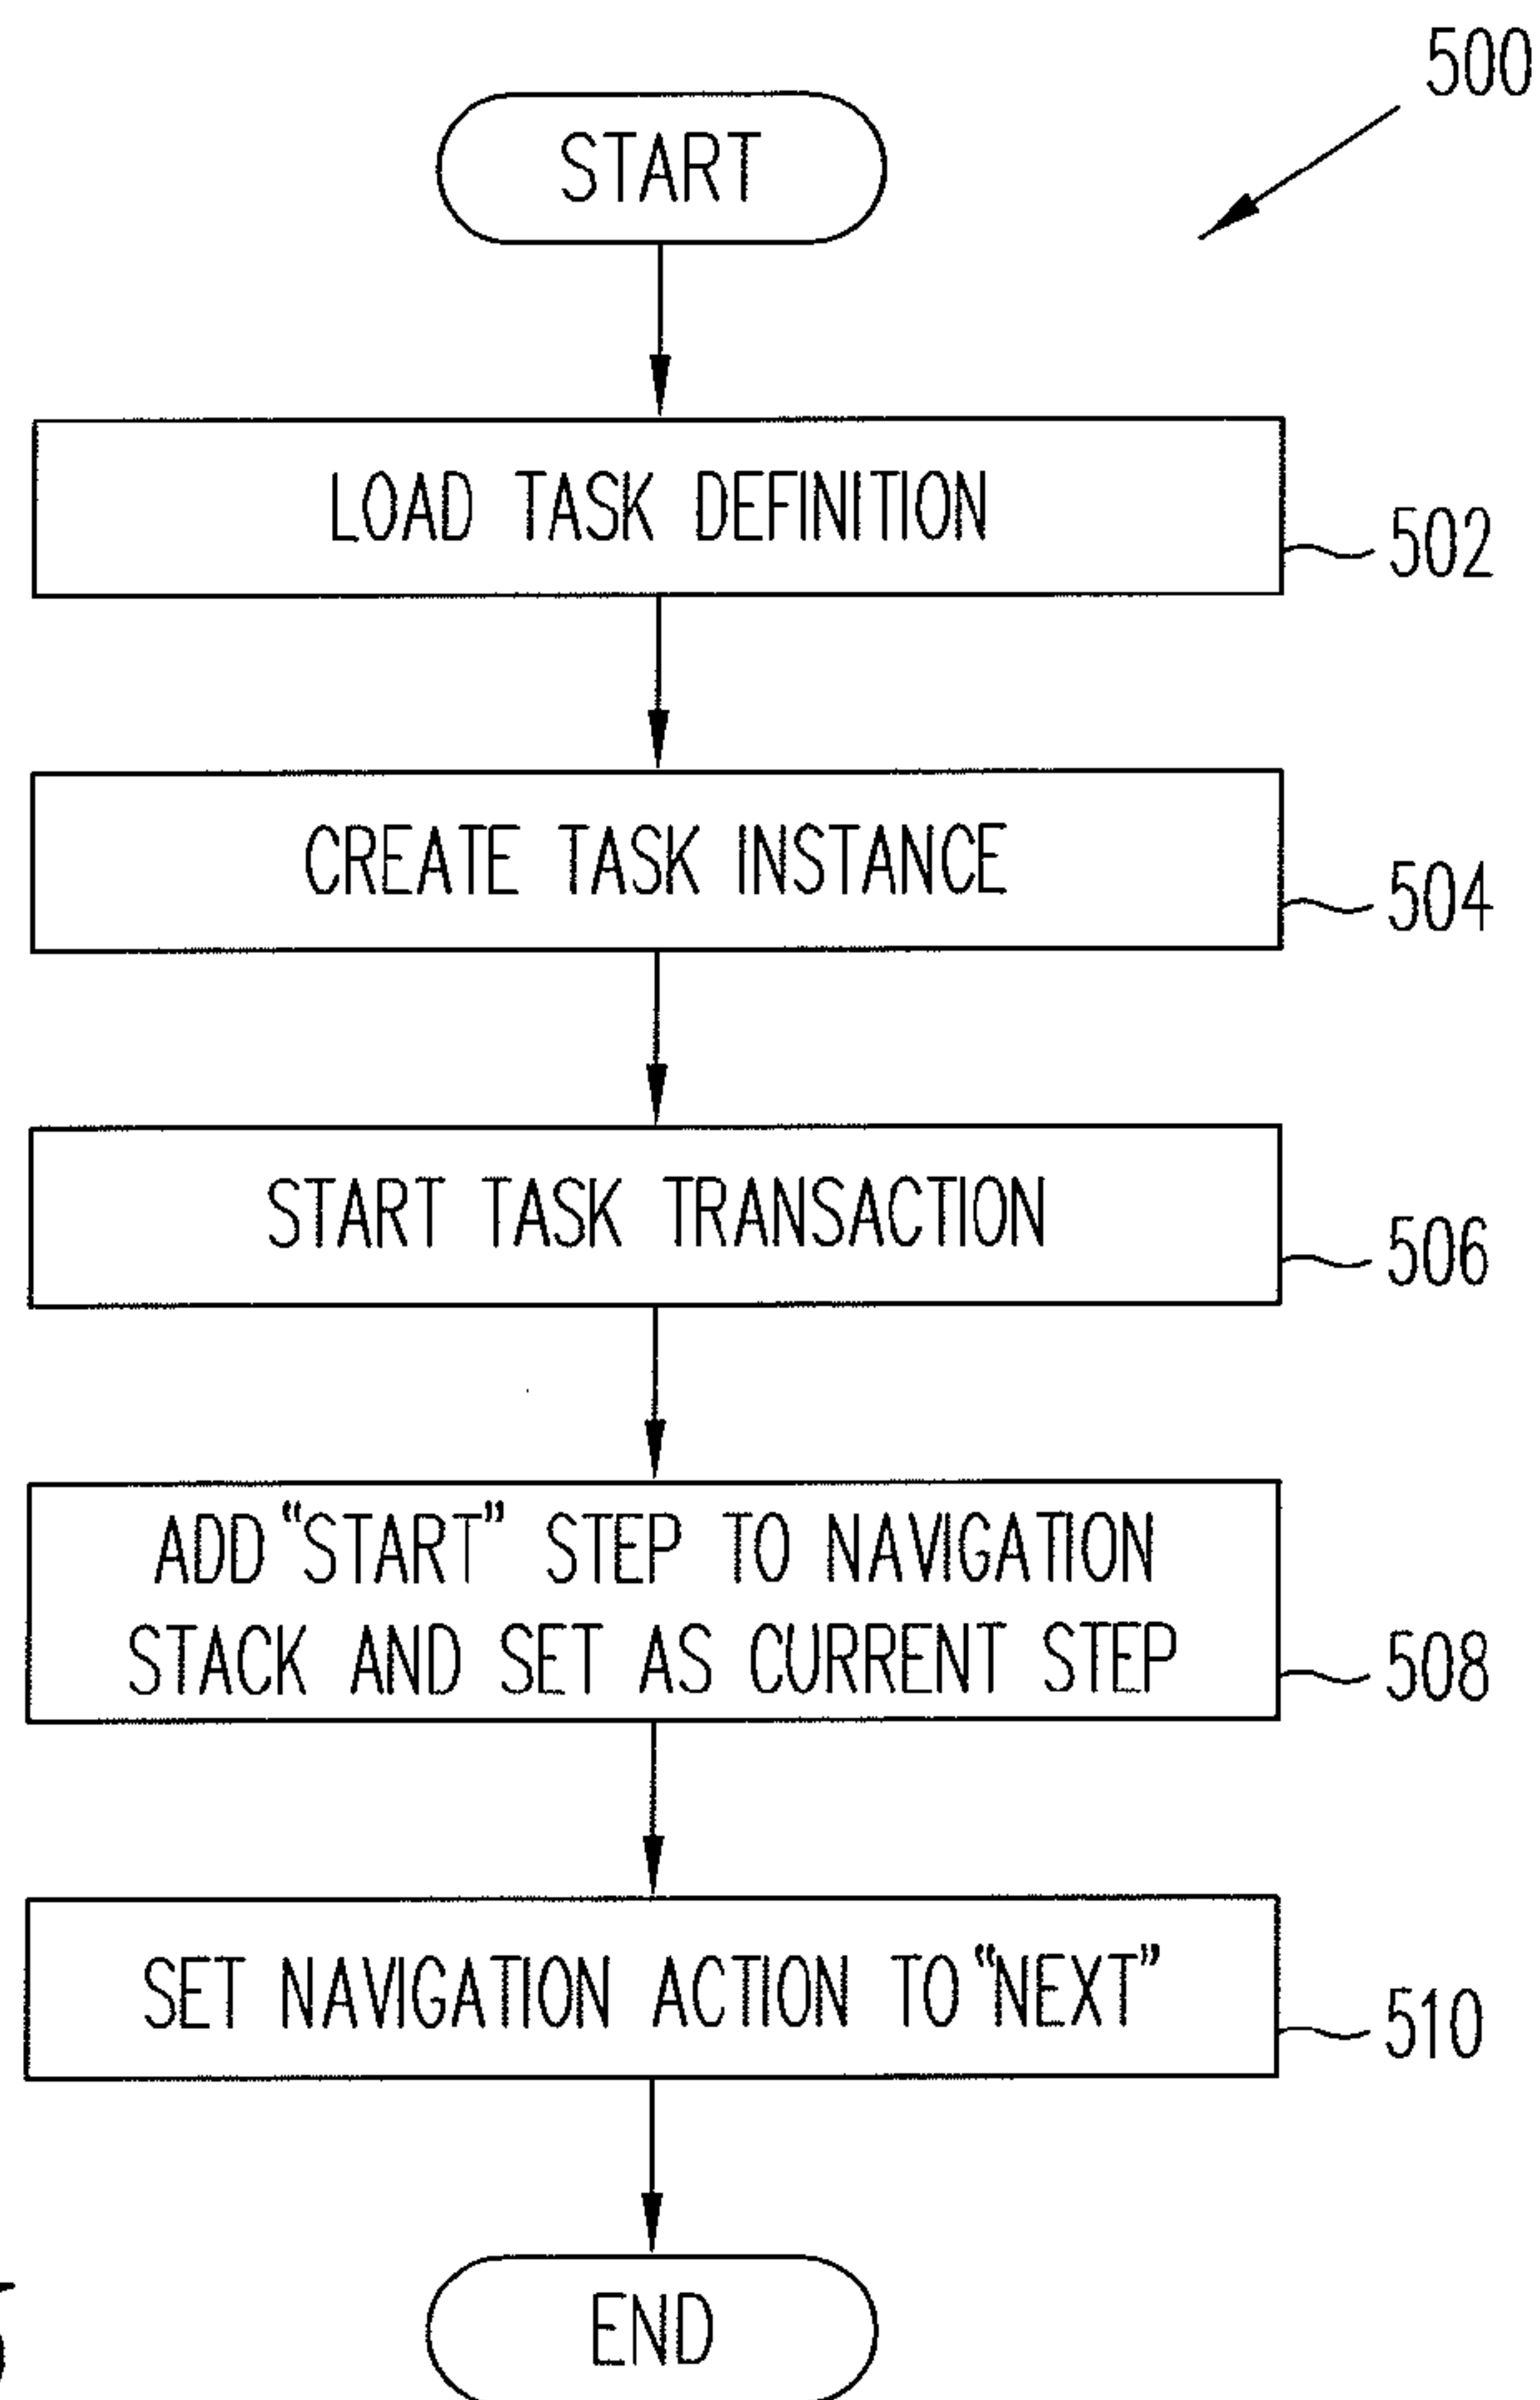 500
START
LOAD TASK DEFINITION
502
CREATE TASK INSTANCE
504
START TASK TRANSACTION
506
ADD “START” STEP TO NAVIGATION
STACK AND SET AS CURRENT STEP
508
SET NAVIGATION ACTION TO “NEXT”
510
END